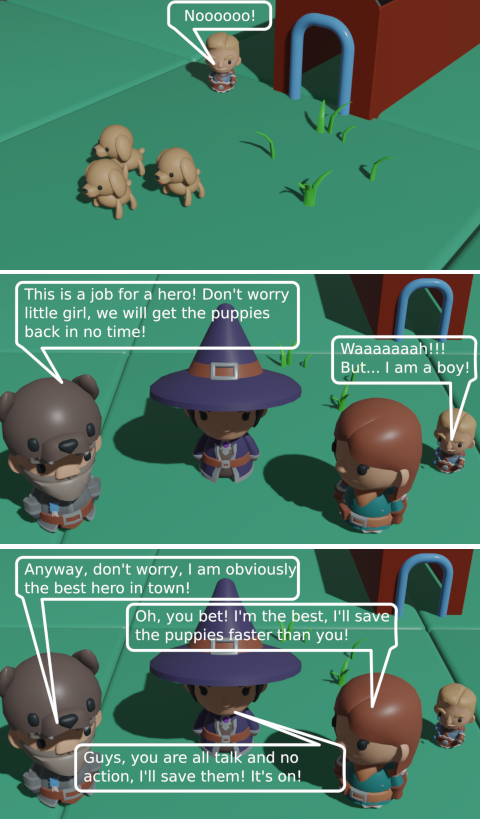 Noooooo!
This is a job for a hero! Don't worry
little girl, we will get the puppies
back in no time!
Waaaaaaah!!!
But... I am a boy!
Anyway, don't worry, I am obviously
the best hero in town!
Oh, you bet! I'm the best, I'll save
the puppies faster than you!
Guys, you are all talk and no
action, I'll save them! It's on!